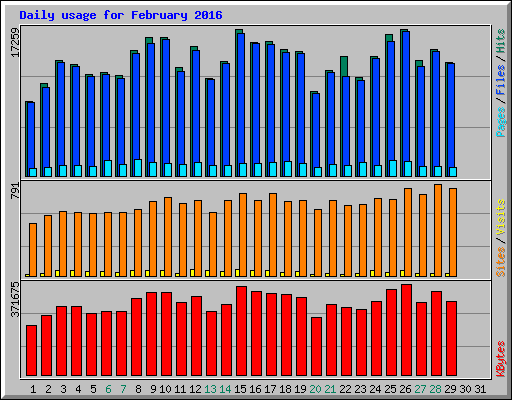 Daily usage for February 2016
17259
Pages / Files / Hits
791
Sites / Visits
371675
KBytes
1 2 3 4 5 6 7 8 9 10 11 12 13 14 15 16 17 18 19 20 21 22 23 24 25 26 27 28 29 30 31